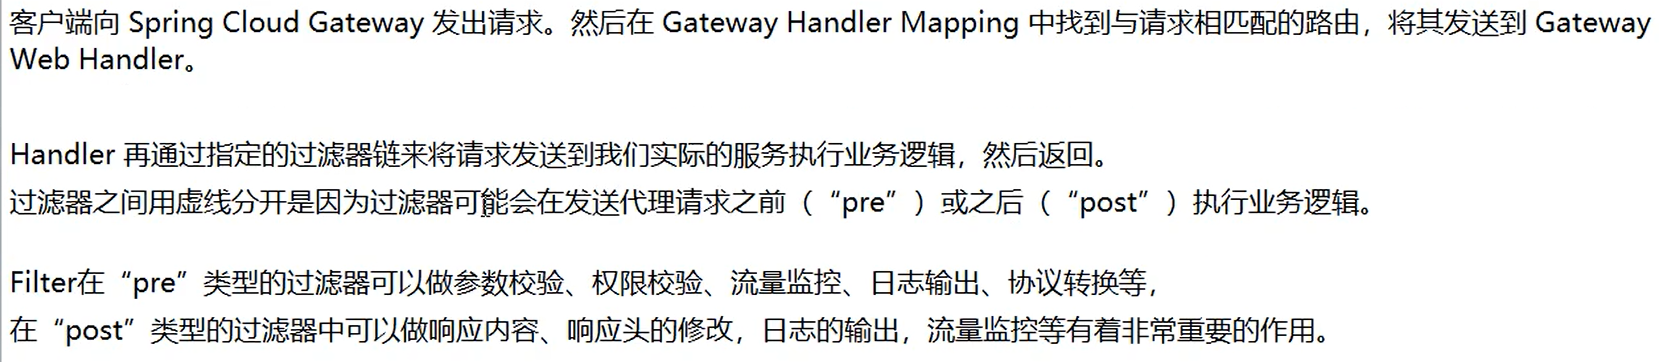 客户端向 Spring Cloud Gateway 发出请求。然后在 Gateway Handler Mapping 中找到与请求相匹配的路由，将其发送到 Gateway
Web Handler。
Handler 再通过指定的过滤器链来将请求发送到我们实际的服务执行业务逻辑，然后返回。
过滤器之间用虚线分开是因为过滤器可能会在发送代理请求之前（“pre”）或之后（“post”）执行业务逻辑。
Filter在“pre”类型的过滤器可以做参数校验、权限校验、流量监控、日志输出、协议转换等，
在“post”类型的过滤器中可以做响应内容、响应头的修改，日志的输出，流量监控等有着非常重要的作用。